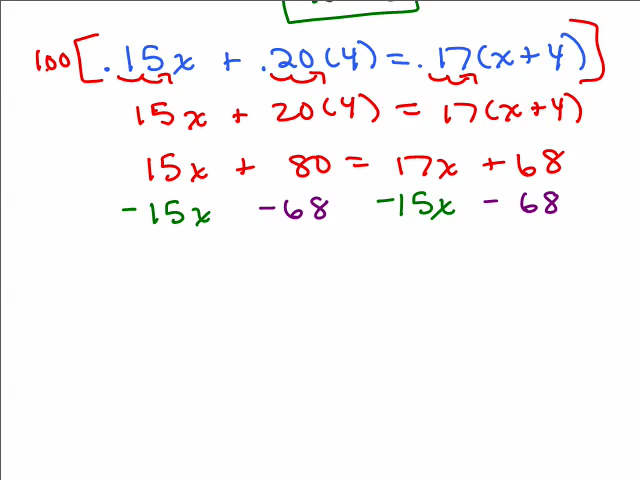 100 [ .15x + .20(4) = .17(x+4) ]
15x + 20(4) = 17(x+4)
15x + 80 = 17x + 68
-15x -68 -15x - 68